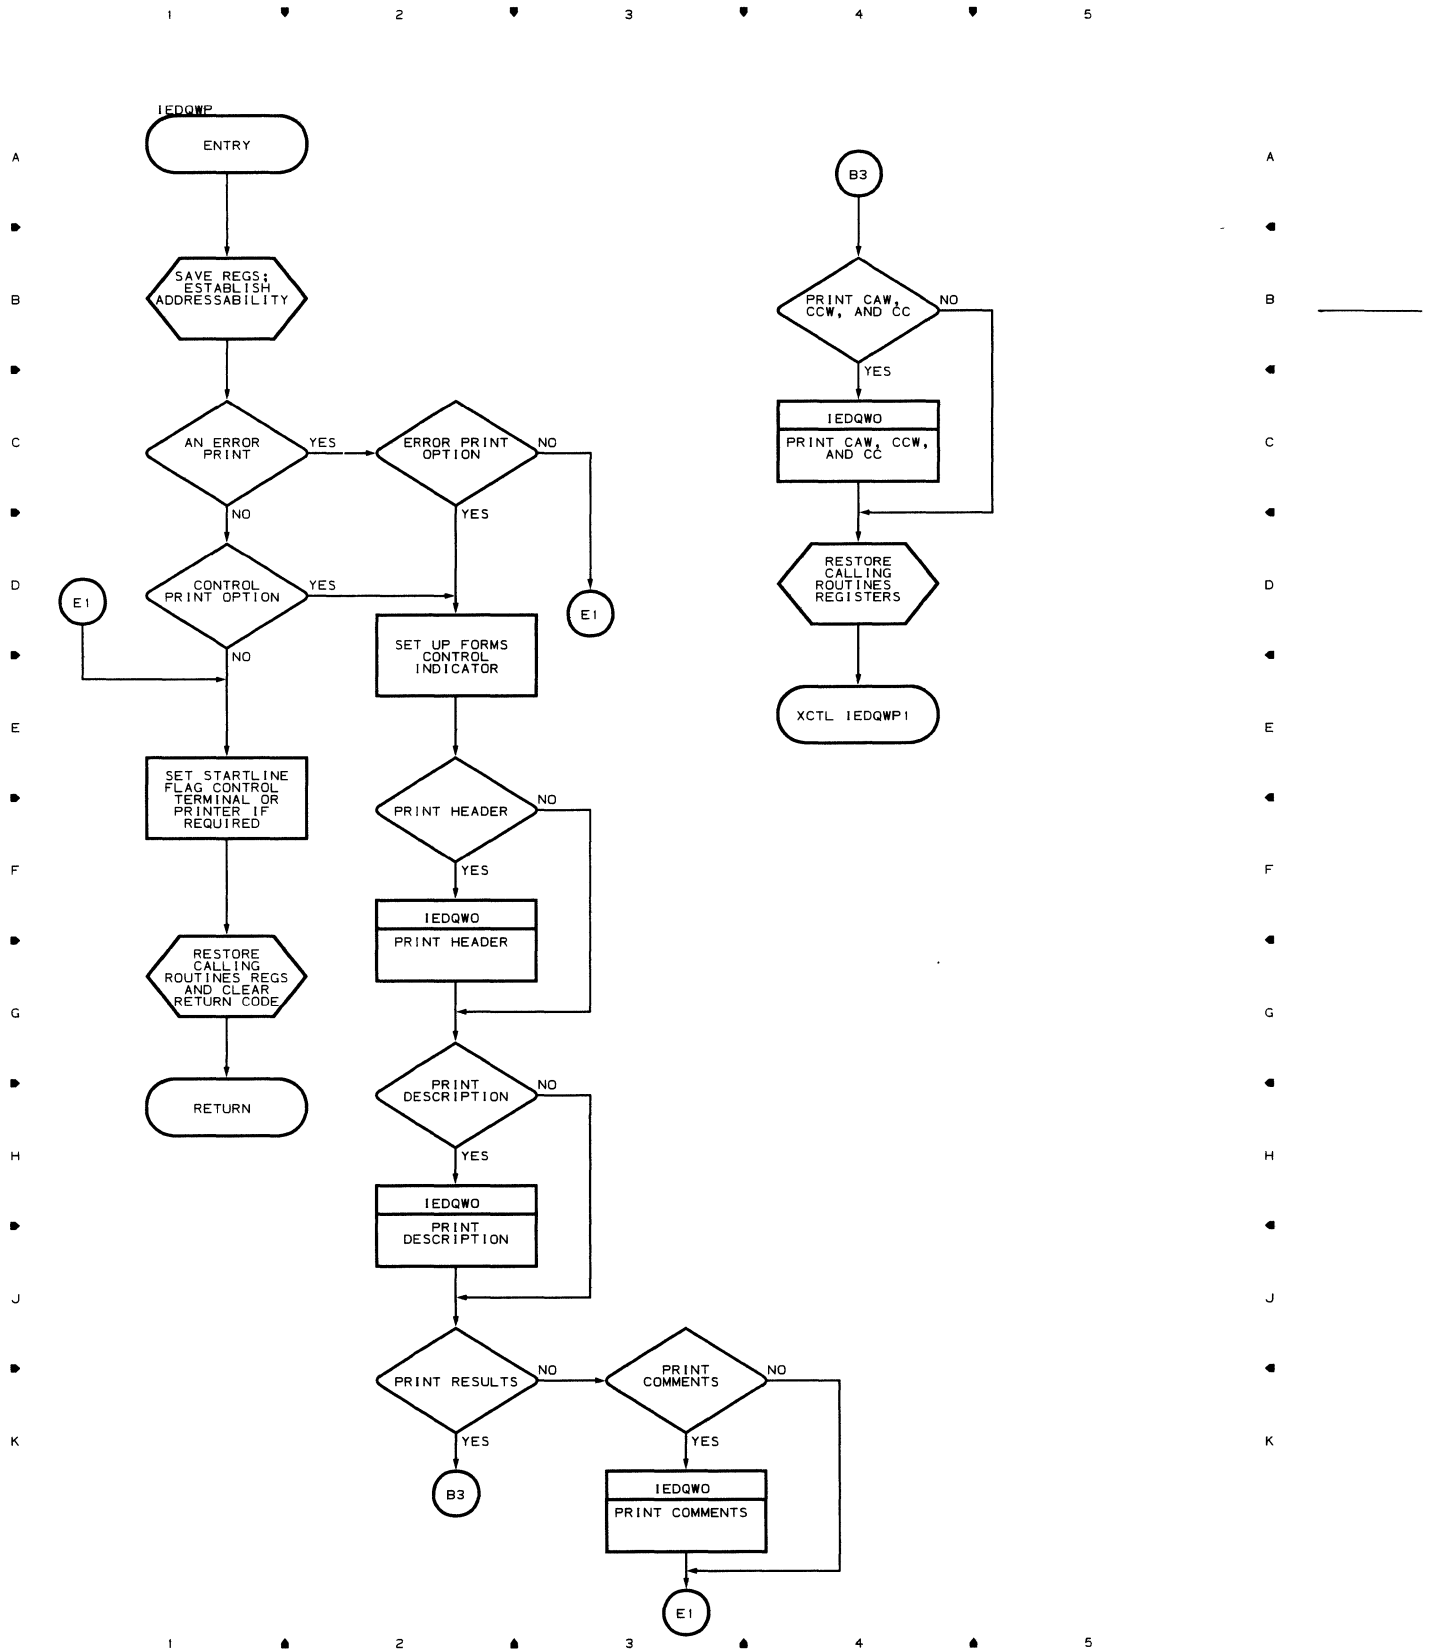 1 2 3 4 5
IEDQWP
ENTRY
A
A
B3
SAVE REGS;
ESTABLISH
ADDRESSABILITY
B
B
PRINT CAW,
CCW, AND CC
NO
YES
AN ERROR
PRINT
YES
NO
ERROR PRINT
OPTION
NO
YES
C
C
IEDQWO
PRINT CAW, CCW,
AND CC
CONTROL
PRINT OPTION
YES
NO
D
D
E1
E1
RESTORE
CALLING
ROUTINES
REGISTERS
SET UP FORMS
CONTROL
INDICATOR
XCTL IEDQWP1
E
E
SET STARTLINE
FLAG CONTROL
TERMINAL OR
PRINTER IF
REQUIRED
PRINT HEADER
NO
YES
F
F
IEDQWO
PRINT HEADER
RESTORE
CALLING
ROUTINES REGS
AND CLEAR
RETURN CODE
G
G
PRINT
DESCRIPTION
NO
YES
RETURN
H
H
IEDQWO
PRINT
DESCRIPTION
J
J
PRINT RESULTS
NO
YES
PRINT
COMMENTS
NO
YES
K
K
B3
IEDQWO
PRINT COMMENTS
E1
1 2 3 4 5